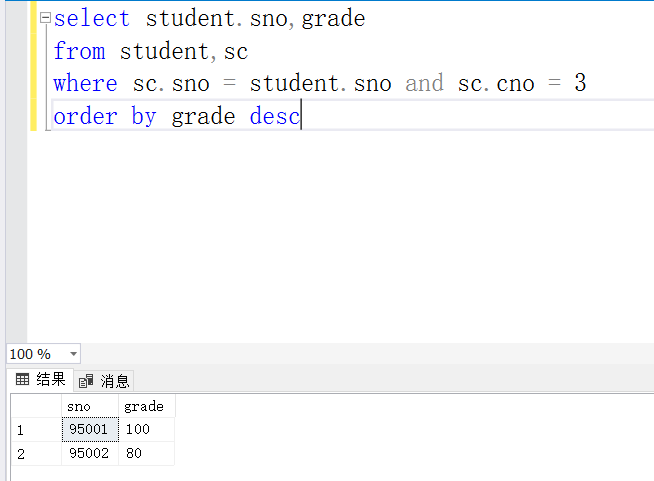 select student.sno,grade
from student,sc
where sc.sno = student.sno and sc.cno = 3
order by grade desc
100 %
结果 消息
sno grade
1 95001 100
2 95002 80